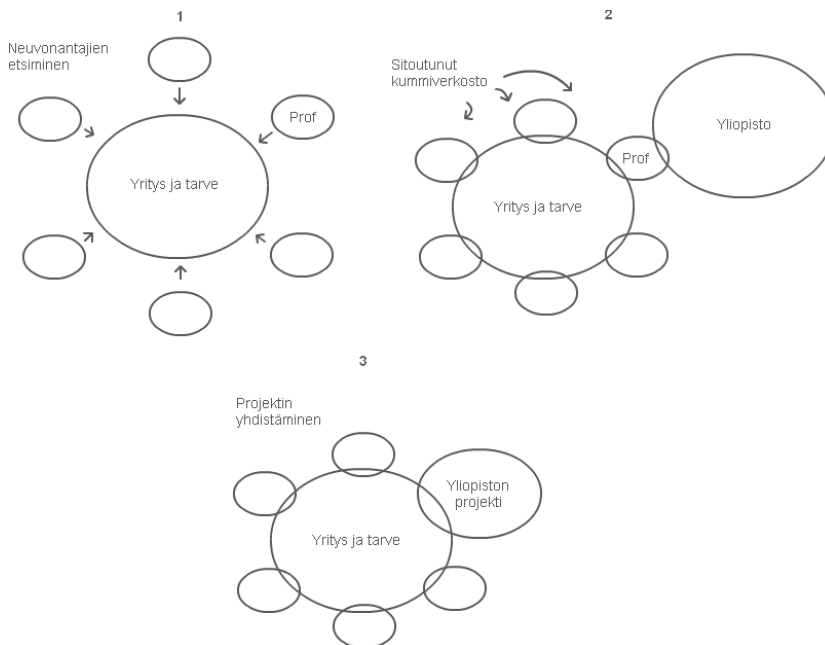 1
Neuvonantajien
etsiminen
Prof
Yritys ja tarve
2
Sitoutunut
kummiverkosto
Yliopisto
Prof
Yritys ja tarve
3
Projektin
yhdistäminen
Yliopiston
projekti
Yritys ja tarve